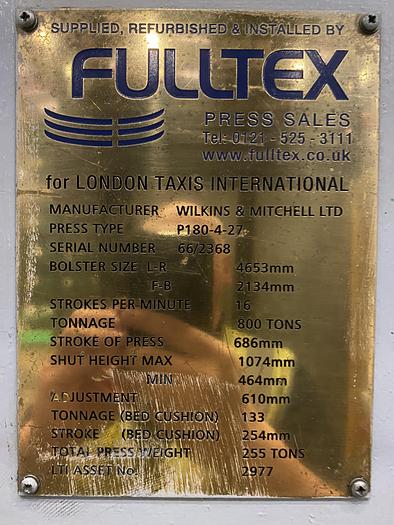 SUPPLIED, REFURBISHED & INSTALLED BY
FULLTEX
PRESS SALES
Tel: 0121 - 525 - 3111
www.fulltex.co.uk
for LONDON TAXIS INTERNATIONAL
MANUFACTURER WILKINS & MITCHELL LTD
PRESS TYPE P180-4-27
SERIAL NUMBER 66/2368
BOLSTER SIZE L-R 4653mm
F-B 2134mm
STROKES PER MINUTE 16
TONNAGE 800 TONS
STROKE OF PRESS 686mm
SHUT HEIGHT MAX 1074mm
MIN 464mm
ADJUSTMENT 610mm
TONNAGE (BED CUSHION) 133
STROKE (BED CUSHION) 254mm
TOTAL PRESS WEIGHT 255 TONS
LTI ASSET No. 2977